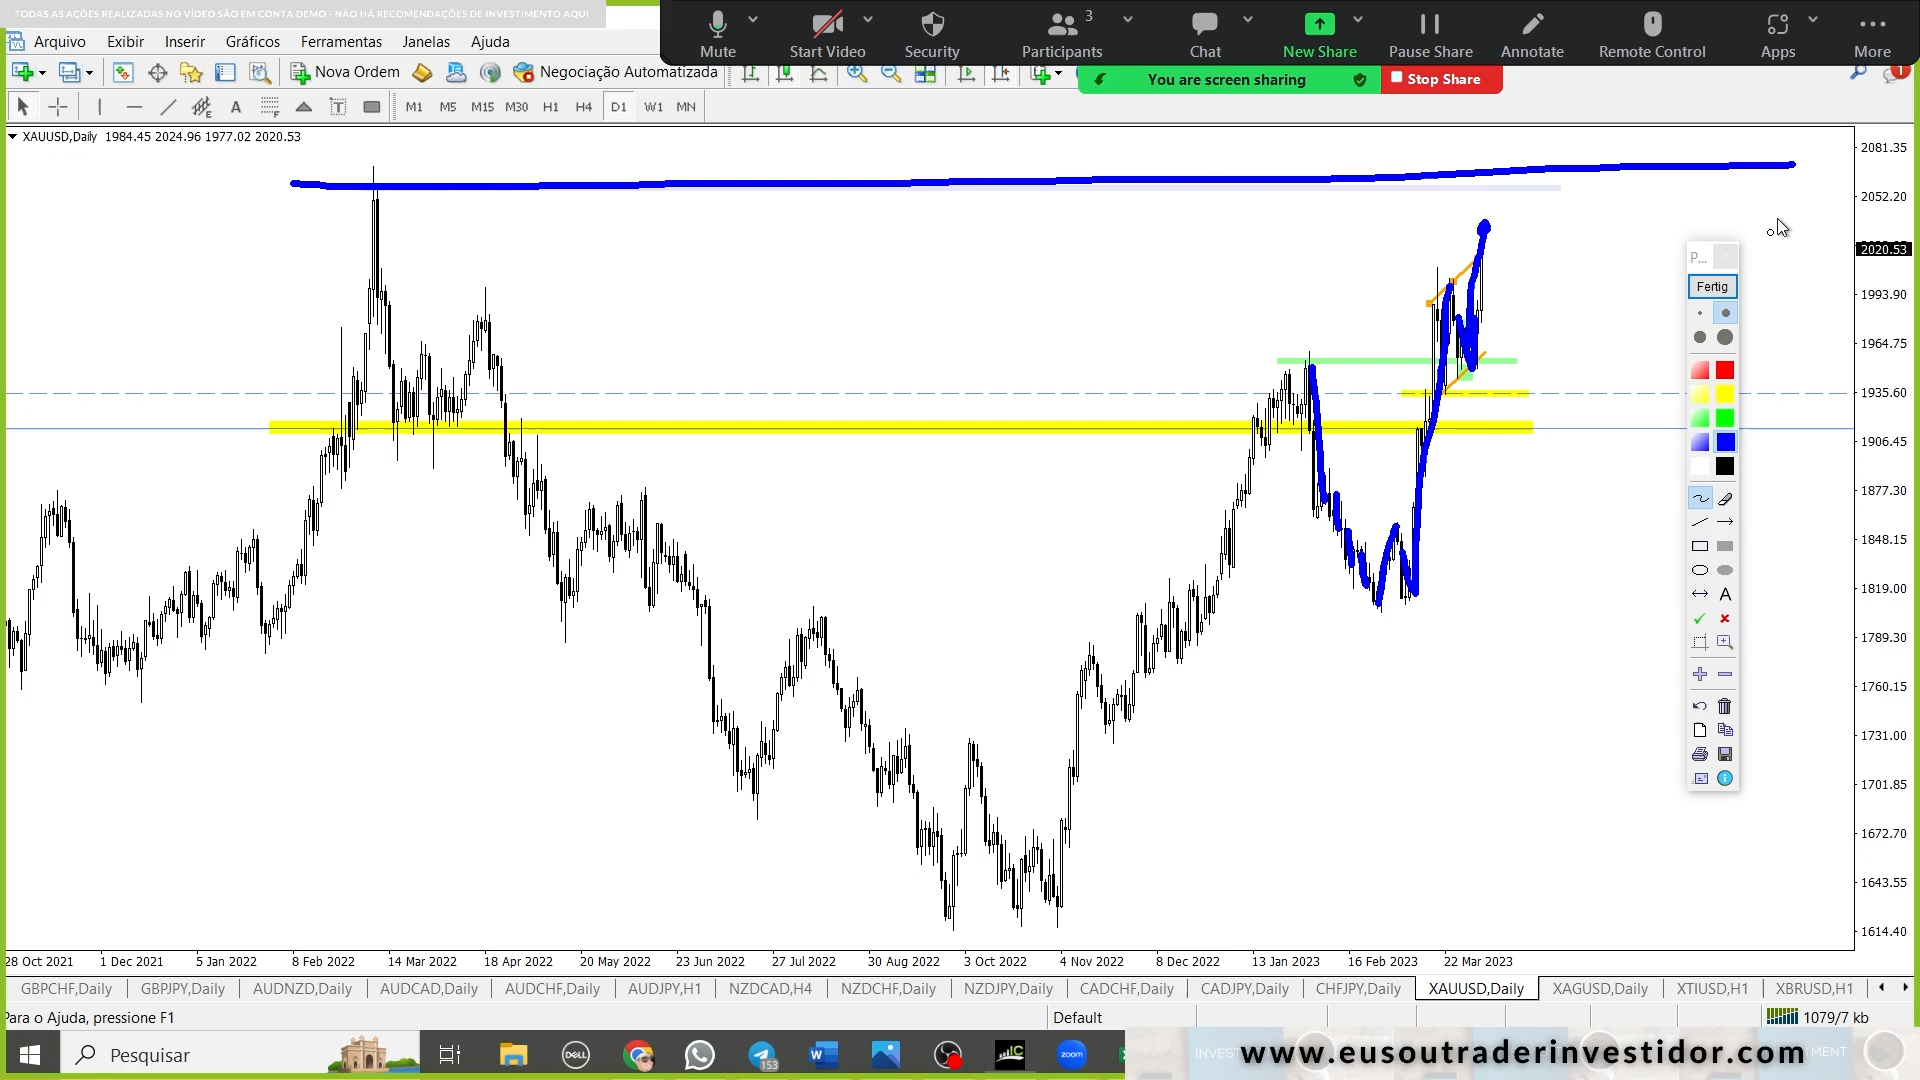 TODAS AS AÇÕES REALIZADAS NO VÍDEO SÃO EM CONTA DEMO - NÃO HÁ RECOMENDAÇÕES DE INVESTIMENTO AQUI
Mute
Start Video
Security
Participants
3
Chat
New Share
Pause Share
Annotate
Remote Control
Apps
More
Arquivo
Exibir
Inserir
Gráficos
Ferramentas
Janelas
Ajuda
Nova Ordem
Negociação Automatizada
You are screen sharing
Stop Share
1
M1
M5
M15
M30
H1
H4
D1
W1
MN
XAUUSD,Daily 1984.45 2024.96 1977.02 2020.53
2081.35
2052.20
2020.53
1993.90
1964.75
1935.60
1906.45
1877.30
1848.15
1819.00
1789.30
1760.15
1731.00
1701.85
1672.70
1643.55
1614.40
P...
Fertig
A
28 Oct 2021
1 Dec 2021
5 Jan 2022
8 Feb 2022
14 Mar 2022
18 Apr 2022
20 May 2022
23 Jun 2022
27 Jul 2022
30 Aug 2022
3 Oct 2022
4 Nov 2022
8 Dec 2022
13 Jan 2023
16 Feb 2023
22 Mar 2023
GBPCHF,Daily
GBPJPY,Daily
AUDNZD,Daily
AUDCAD,Daily
AUDCHF,Daily
AUDJPY,H1
NZDCAD,H4
NZDCHF,Daily
NZDJPY,Daily
CADCHF,Daily
CADJPY,Daily
CHFJPY,Daily
XAUUSD,Daily
XAGUSD,Daily
XTIUSD,H1
XBRUSD,H1
Para o Ajuda, pressione F1
Default
1079/7 kb
Pesquisar
DELL
153
W
IC
zoom
www.eusoutraderinvestidor.com